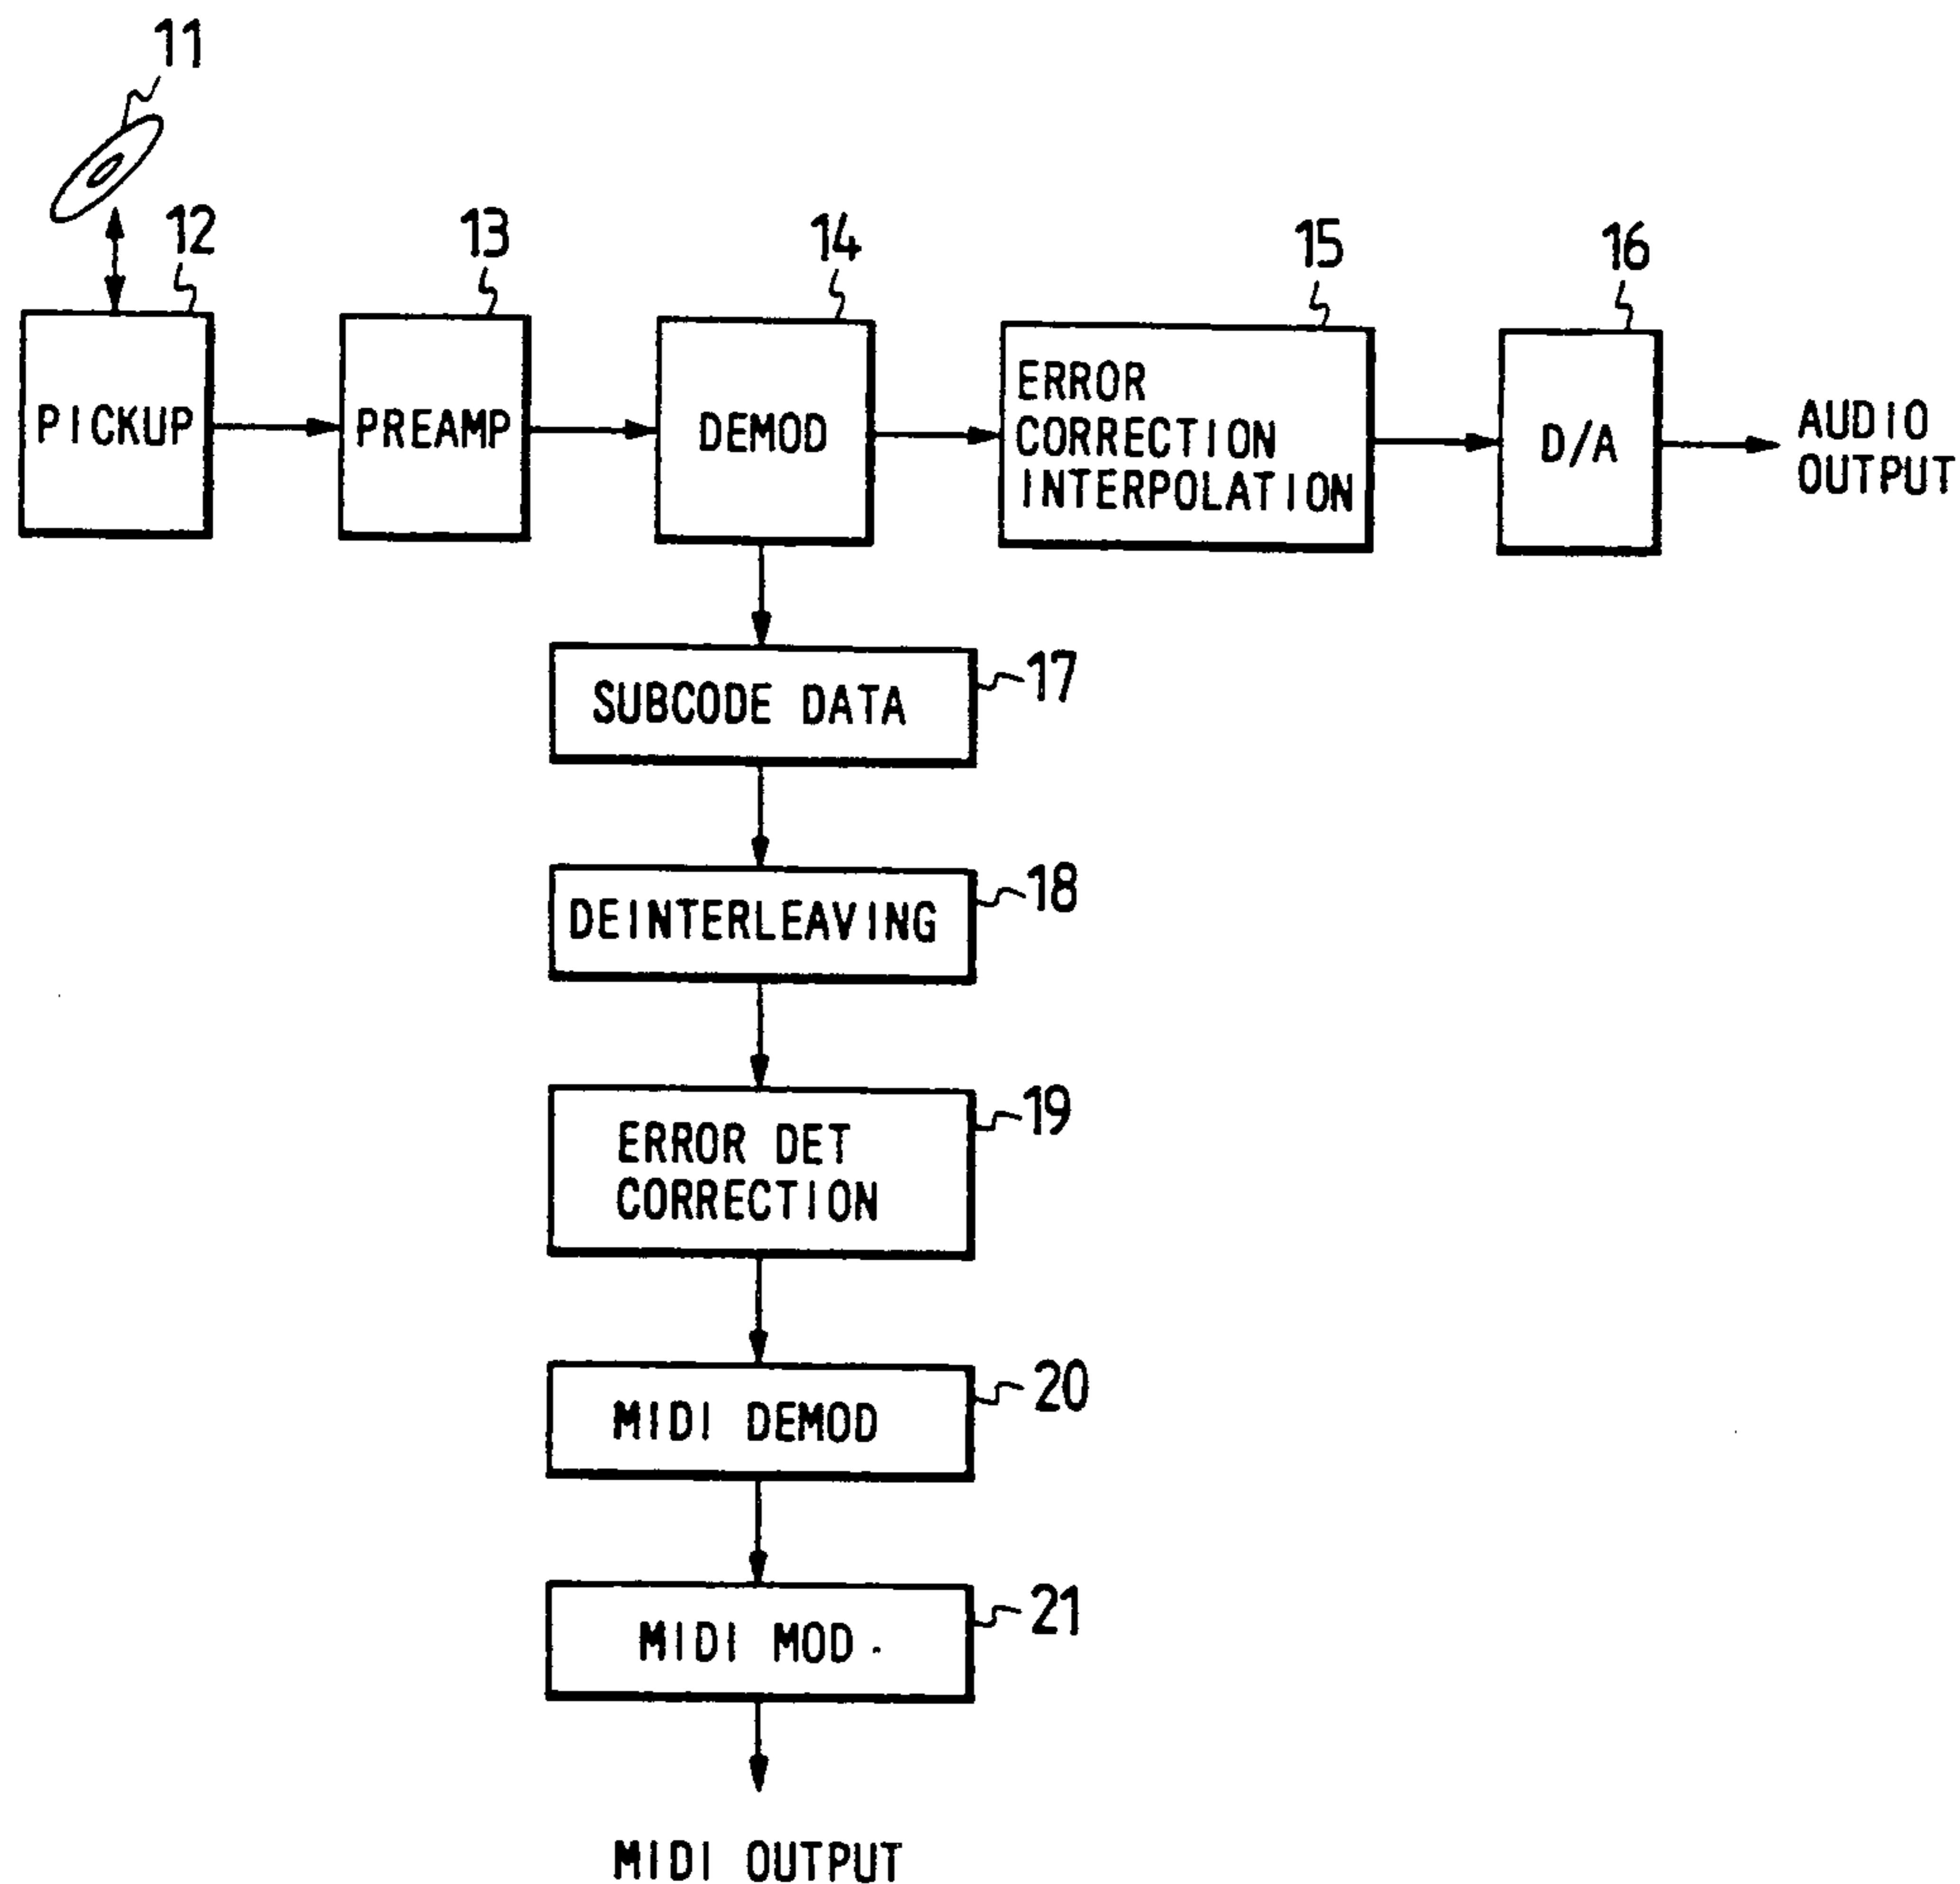 11
12
13
14
15
16
PICKUP
PREAMP
DEMOD
ERROR
CORRECTION
INTERPOLATION
D/A
AUDIO
OUTPUT
SUBCODE DATA
17
DEINTERLEAVING
18
ERROR DET
CORRECTION
19
MIDI DEMOD
20
MIDI MOD.
21
MIDI OUTPUT